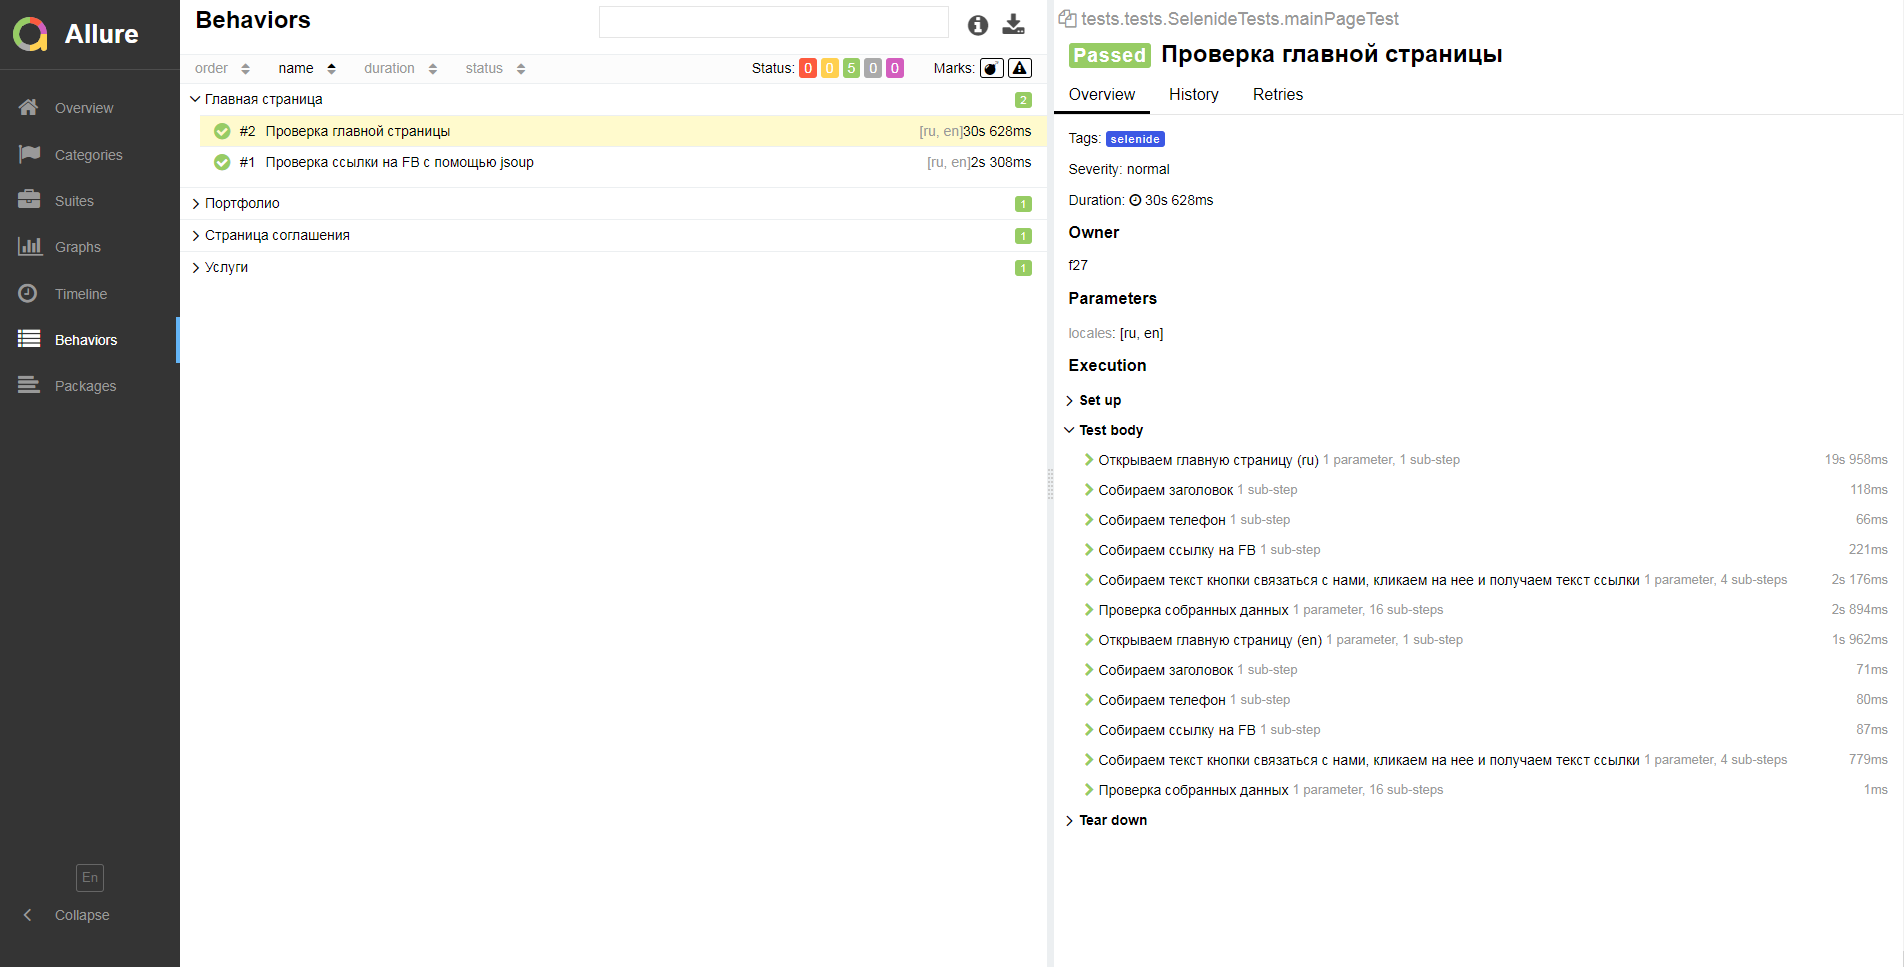 Allure
Overview
Categories
Suites
Graphs
Timeline
Behaviors
Packages
En
Collapse
Behaviors
order name duration status Status: 0 0 5 0 0 Marks:
Главная страница 2
#2 Проверка главной страницы [ru, en]30s 628ms
#1 Проверка ссылки на FB с помощью jsoup [ru, en]2s 308ms
Портфолио 1
Страница соглашения 1
Услуги 1
tests.tests.SelenideTests.mainPageTest
Passed Проверка главной страницы
Overview History Retries
Tags: selenide
Severity: normal
Duration: 30s 628ms
Owner
f27
Parameters
locales: [ru, en]
Execution
Set up
Test body
Открываем главную страницу (ru) 1 parameter, 1 sub-step 19s 958ms
Собираем заголовок 1 sub-step 118ms
Собираем телефон 1 sub-step 66ms
Собираем ссылку на FB 1 sub-step 221ms
Собираем текст кнопки связаться с нами, кликаем на нее и получаем текст ссылки 1 parameter, 4 sub-steps 2s 176ms
Проверка собранных данных 1 parameter, 16 sub-steps 2s 894ms
Открываем главную страницу (en) 1 parameter, 1 sub-step 1s 962ms
Собираем заголовок 1 sub-step 71ms
Собираем телефон 1 sub-step 80ms
Собираем ссылку на FB 1 sub-step 87ms
Собираем текст кнопки связаться с нами, кликаем на нее и получаем текст ссылки 1 parameter, 4 sub-steps 779ms
Проверка собранных данных 1 parameter, 16 sub-steps 1ms
Tear down